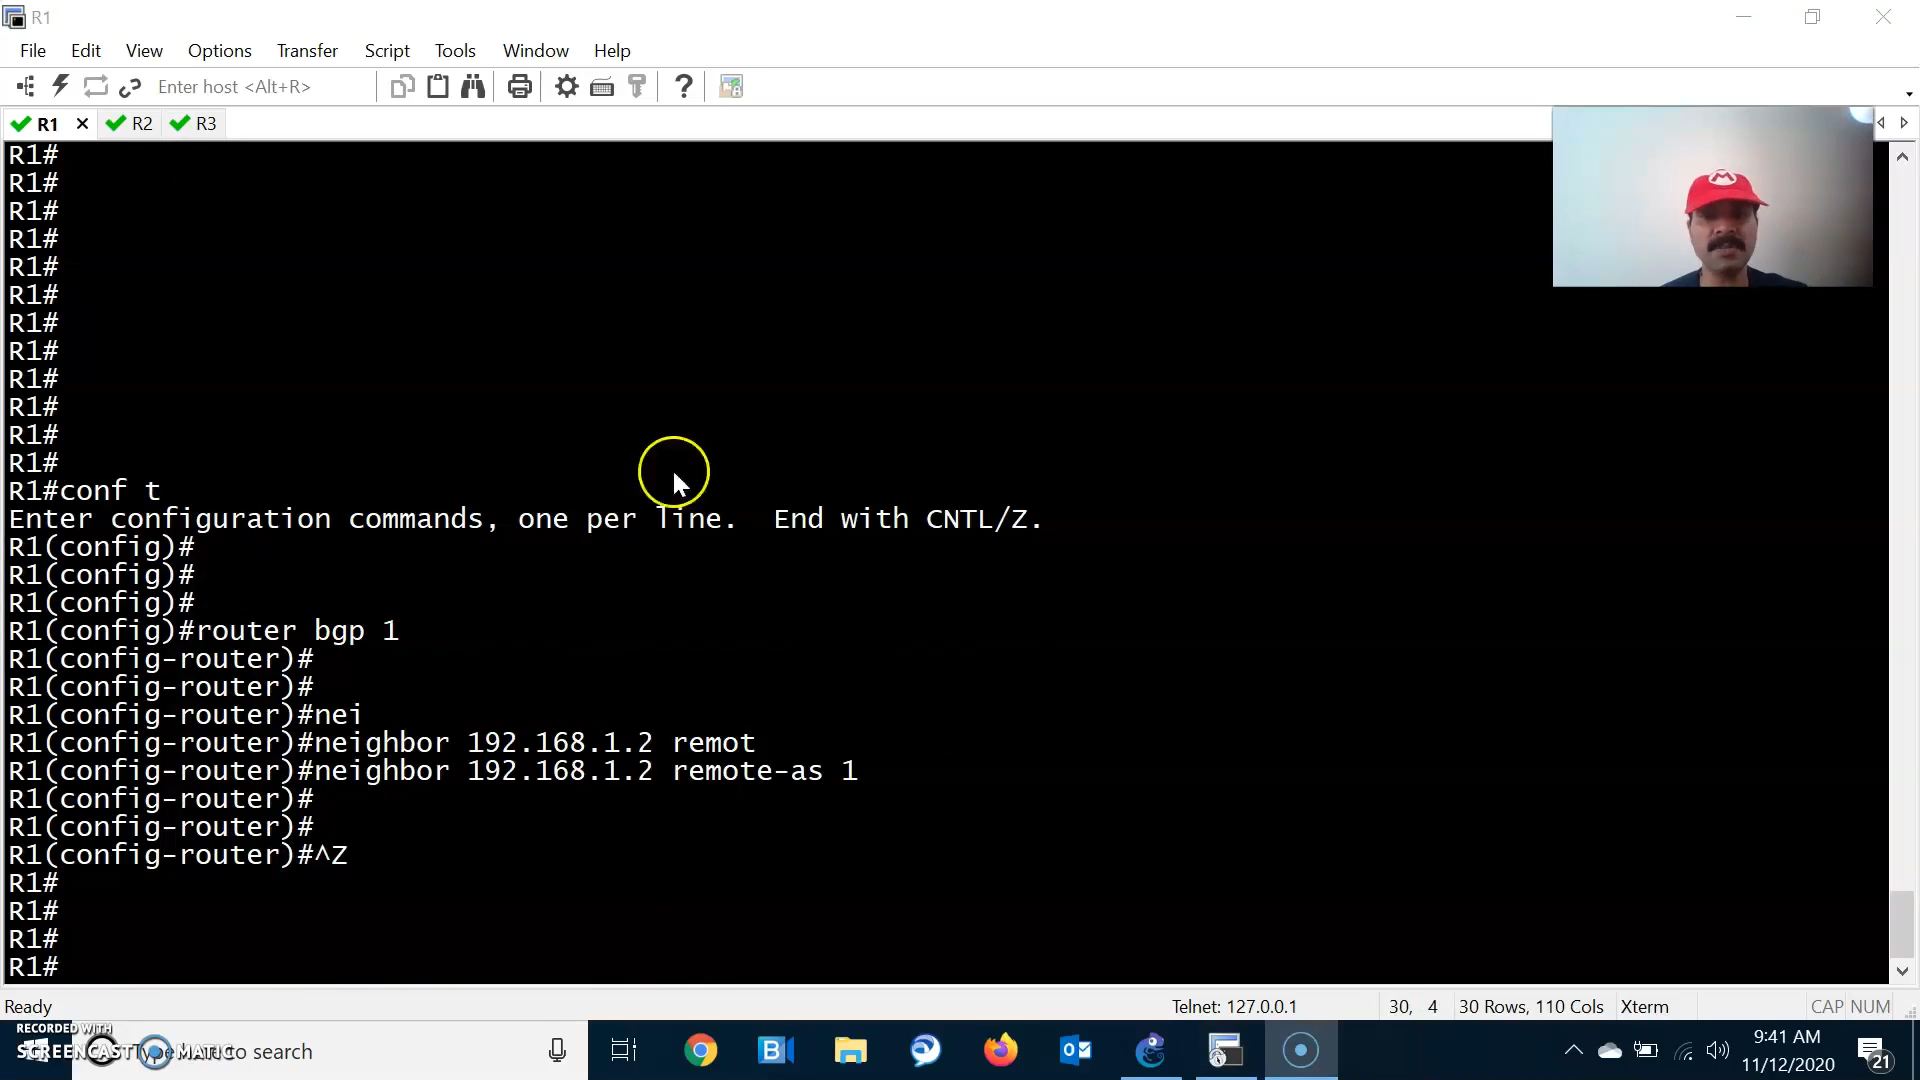 R1
File Edit View Options Transfer Script Tools Window Help
Enter host <Alt+R>
R1 R2 R3
R1#
R1#
R1#
R1#
R1#
R1#
R1#
R1#
R1#
R1#
R1#
R1#
R1#conf t
Enter configuration commands, one per line.  End with CNTL/Z.
R1(config)#
R1(config)#
R1(config)#
R1(config)#router bgp 1
R1(config-router)#
R1(config-router)#
R1(config-router)#nei
R1(config-router)#neighbor 192.168.1.2 remot
R1(config-router)#neighbor 192.168.1.2 remote-as 1
R1(config-router)#
R1(config-router)#
R1(config-router)#^Z
R1#
R1#
R1#
R1#
Ready Telnet: 127.0.0.1 30, 4 30 Rows, 110 Cols Xterm CAP NUM
RECORDED WITH
SCREENCAST MATIC
Type here to search
9:41 AM
11/12/2020
21